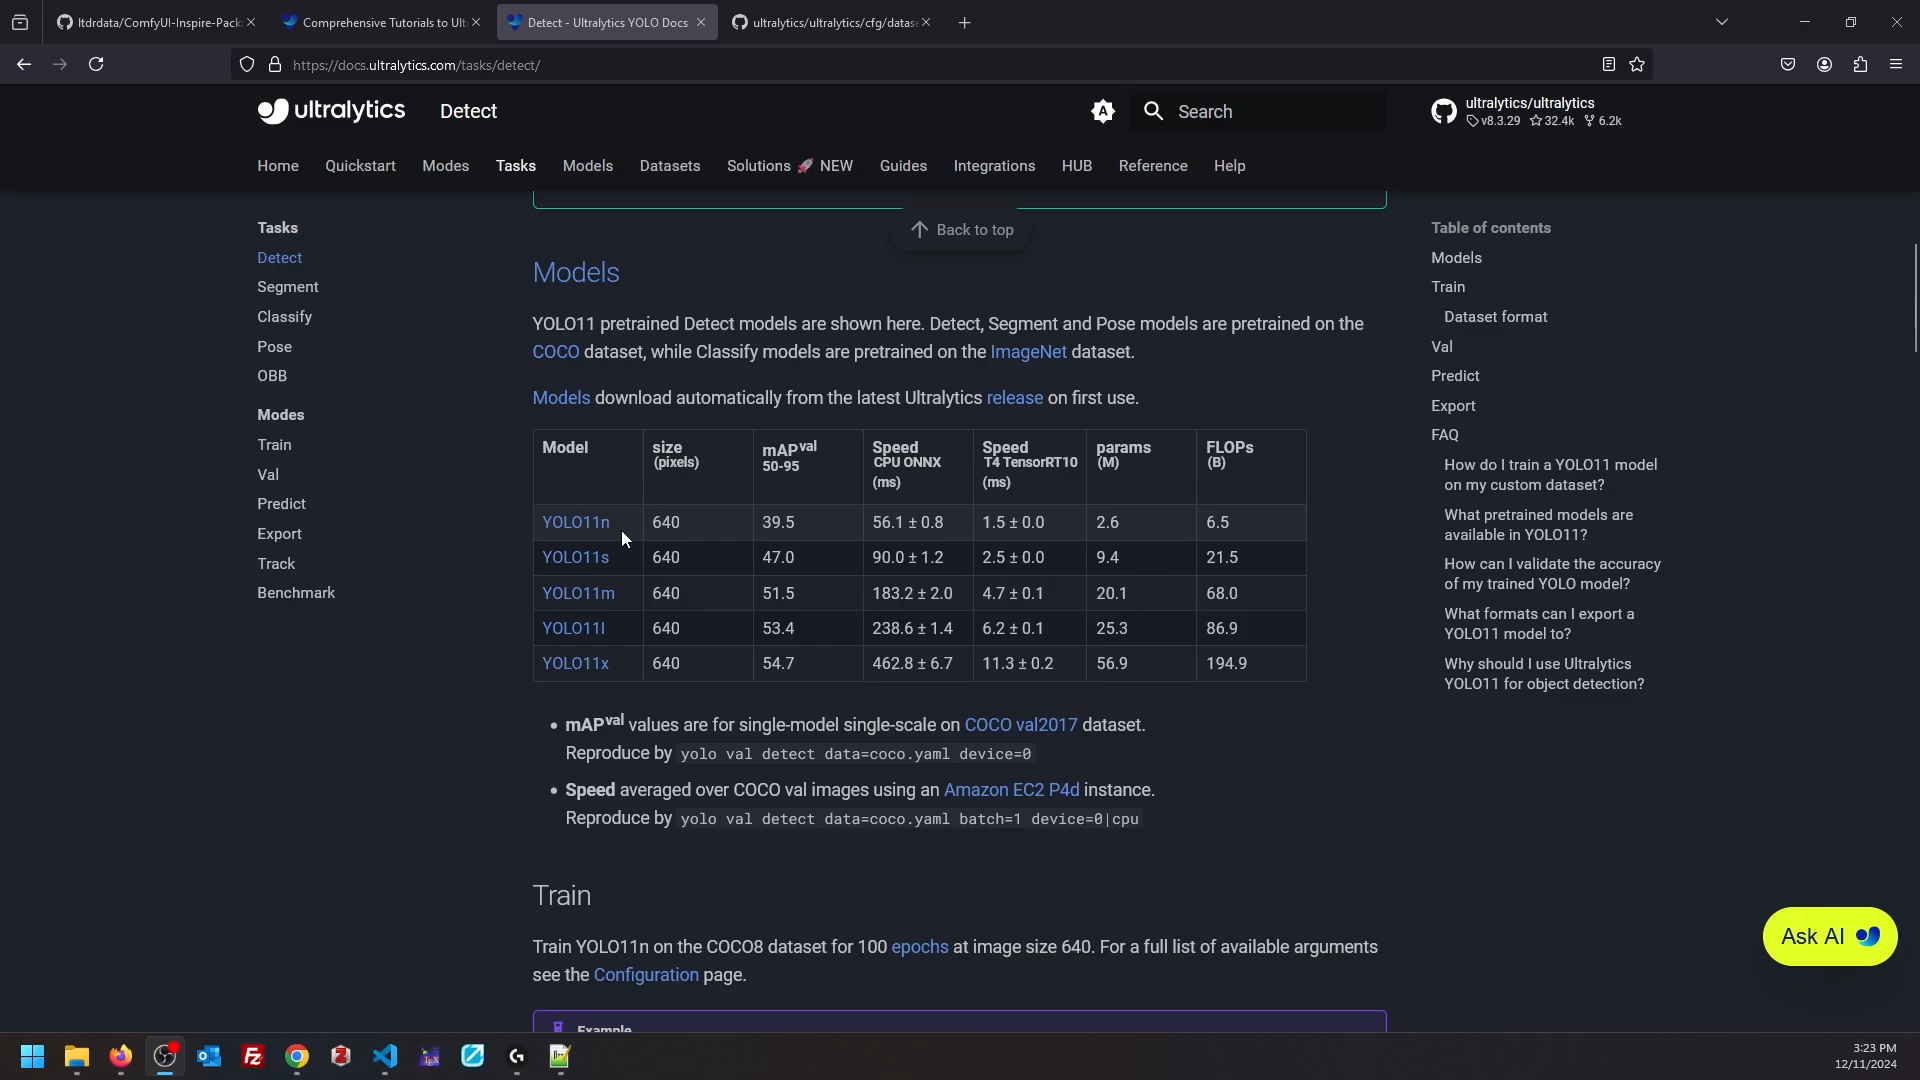 ltdrdata/ComfyUI-Inspire-Pack
Comprehensive Tutorials to Ult
Detect - Ultralytics YOLO Docs
ultralytics/ultralytics/cfg/datase
https://docs.ultralytics.com/tasks/detect/
ultralytics
Detect
A
Search
ultralytics/ultralytics
v8.3.29 32.4k 6.2k
Home Quickstart Modes Tasks Models Datasets Solutions 🚀 NEW Guides Integrations HUB Reference Help
Tasks
Detect
Segment
Classify
Pose
OBB
Modes
Train
Val
Predict
Export
Track
Benchmark
Back to top
Models
YOLO11 pretrained Detect models are shown here. Detect, Segment and Pose models are pretrained on the
COCO dataset, while Classify models are pretrained on the ImageNet dataset.
Models download automatically from the latest Ultralytics release on first use.
Model size (pixels) mAPval 50-95 Speed CPU ONNX (ms) Speed T4 TensorRT10 (ms) params (M) FLOPs (B)
YOLO11n 640 39.5 56.1 ± 0.8 1.5 ± 0.0 2.6 6.5
YOLO11s 640 47.0 90.0 ± 1.2 2.5 ± 0.0 9.4 21.5
YOLO11m 640 51.5 183.2 ± 2.0 4.7 ± 0.1 20.1 68.0
YOLO11l 640 53.4 238.6 ± 1.4 6.2 ± 0.1 25.3 86.9
YOLO11x 640 54.7 462.8 ± 6.7 11.3 ± 0.2 56.9 194.9
• mAPval values are for single-model single-scale on COCO val2017 dataset.
Reproduce by yolo val detect data=coco.yaml device=0
• Speed averaged over COCO val images using an Amazon EC2 P4d instance.
Reproduce by yolo val detect data=coco.yaml batch=1 device=0|cpu
Train
Train YOLO11n on the COCO8 dataset for 100 epochs at image size 640. For a full list of available arguments
see the Configuration page.
Example
Table of contents
Models
Train
Dataset format
Val
Predict
Export
FAQ
How do I train a YOLO11 model
on my custom dataset?
What pretrained models are
available in YOLO11?
How can I validate the accuracy
of my trained YOLO model?
What formats can I export a
YOLO11 model to?
Why should I use Ultralytics
YOLO11 for object detection?
Ask AI
3:23 PM
12/11/2024